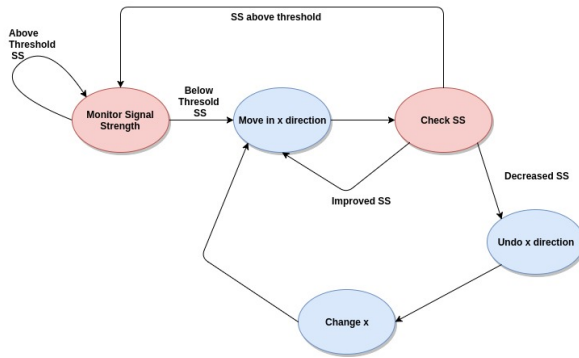 SS above threshold
Above
Threshold
SS
Monitor Signal
Strength
Below
Thresold
SS
Move in x direction
Check SS
Improved SS
Decreased SS
Undo x direction
Change x